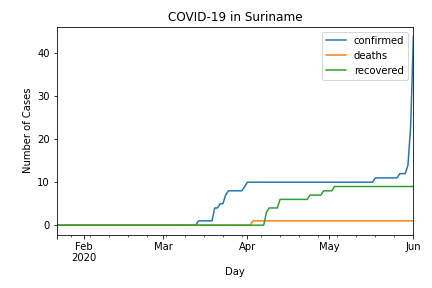 COVID-19 in Suriname
confirmed
deaths
recovered
Number of Cases
40
30
20
10
0
Feb
2020
Mar
Apr
May
Jun
Day